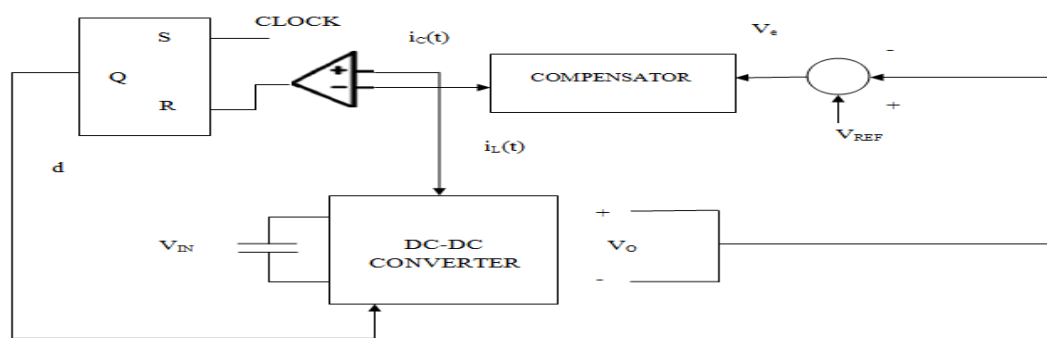 CLOCK
S
Q
R
iC(t)
+
-
COMPENSATOR
Ve
-
+
VREF
d
iL(t)
VIN
DC-DC
CONVERTER
+
VO
-